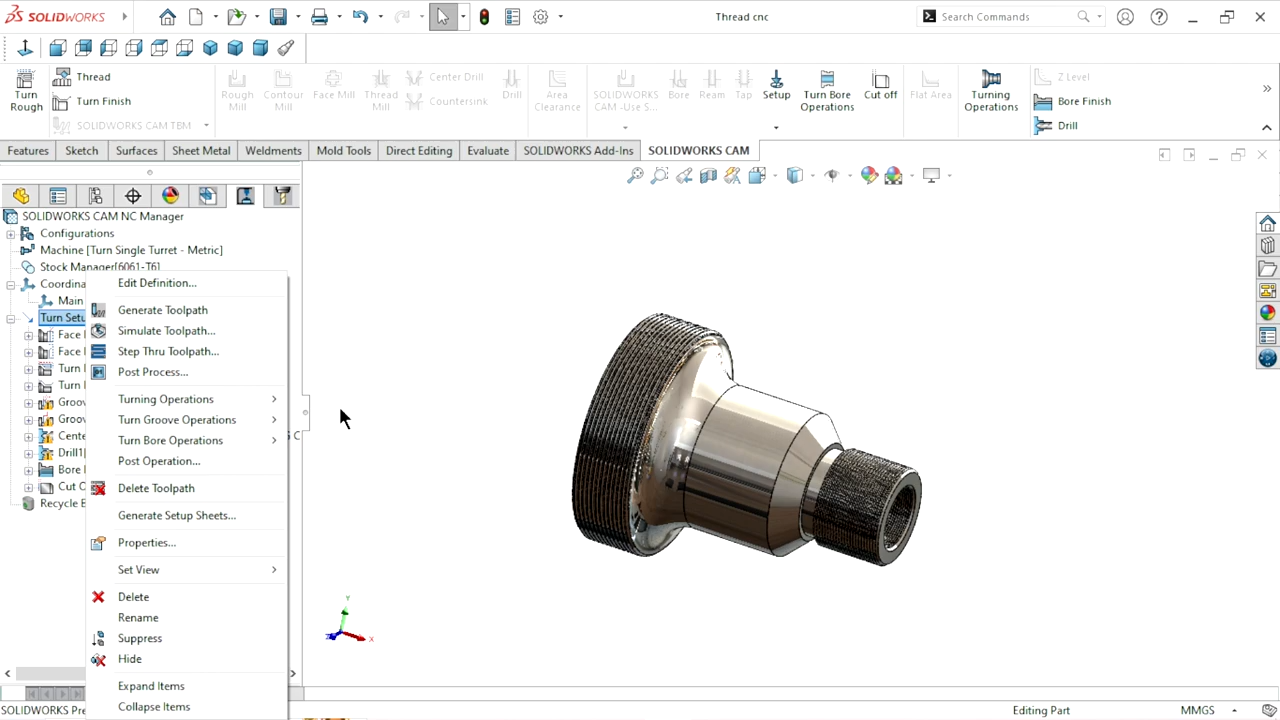 SOLIDWORKS
Thread cnc
Search Commands
Turn Rough
Thread
Turn Finish
SOLIDWORKS CAM TBM
Rough Mill
Contour Mill
Face Mill
Thread Mill
Center Drill
Countersink
Drill
Area Clearance
SOLIDWORKS CAM -Use S...
Bore
Ream
Tap
Setup
Turn Bore Operations
Cut off
Flat Area
Turning Operations
Z Level
Bore Finish
Drill
Features
Sketch
Surfaces
Sheet Metal
Weldments
Mold Tools
Direct Editing
Evaluate
SOLIDWORKS Add-Ins
SOLIDWORKS CAM
SOLIDWORKS CAM NC Manager
Configurations
Machine [Turn Single Turret - Metric]
Stock Manager[6061-T6]
Coordina
Main
Turn Setu
Face
Face
Turn
Turn
Groov
Groov
Cente
Drill1[
Bore
Cut O
Recycle B
Edit Definition...
Generate Toolpath
Simulate Toolpath...
Step Thru Toolpath...
Post Process...
Turning Operations
Turn Groove Operations
Turn Bore Operations
Post Operation...
Delete Toolpath
Generate Setup Sheets...
Properties...
Set View
Delete
Rename
Suppress
Hide
Expand Items
Collapse Items
Y
X
Z
SOLIDWORKS Pre
Editing Part
MMGS